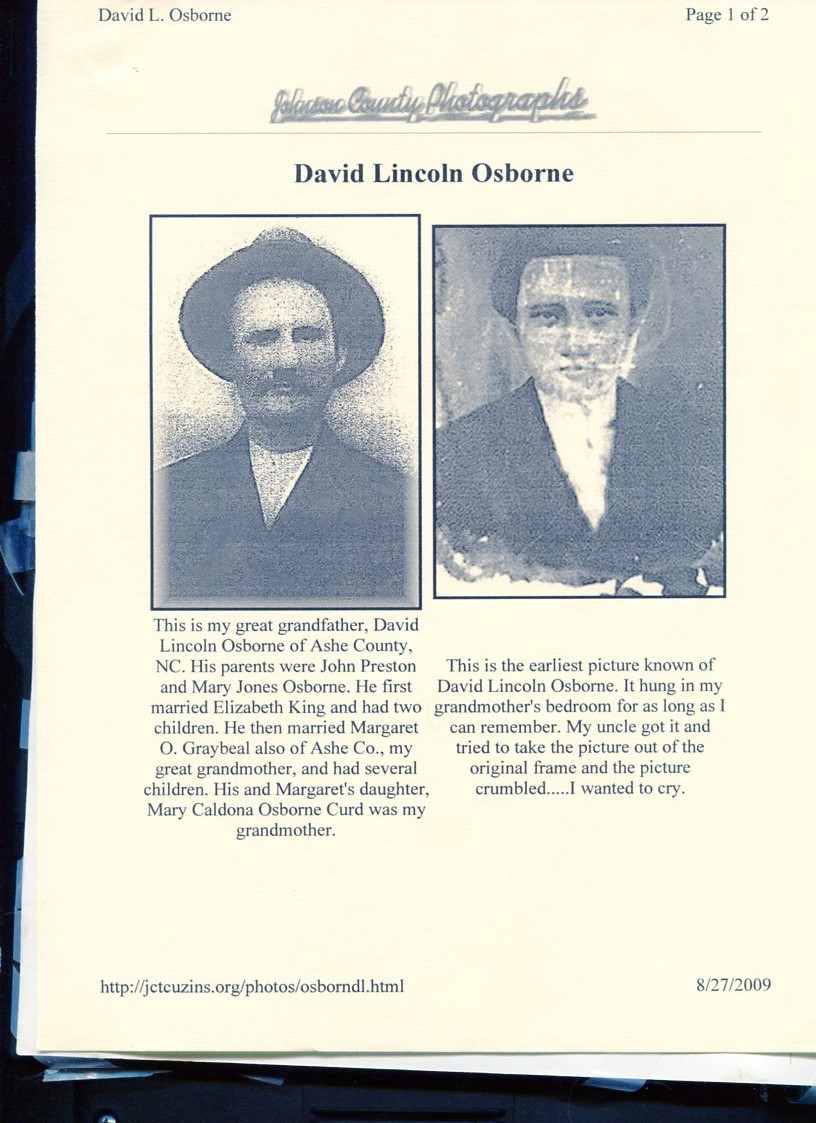 David L. Osborne
Page 1 of 2
Johnson County Photographs
David Lincoln Osborne
This is my great grandfather, David
Lincoln Osborne of Ashe County,
NC. His parents were John Preston
and Mary Jones Osborne. He first
married Elizabeth King and had two
children. He then married Margaret
O. Graybeal also of Ashe Co., my
great grandmother, and had several
children. His and Margaret's daughter,
Mary Caldona Osborne Curd was my
grandmother.
This is the earliest picture known of
David Lincoln Osborne. It hung in my
grandmother's bedroom for as long as I
can remember. My uncle got it and
tried to take the picture out of the
original frame and the picture
crumbled.....I wanted to cry.
http://jctcuzins.org/photos/osborndl.html
8/27/2009